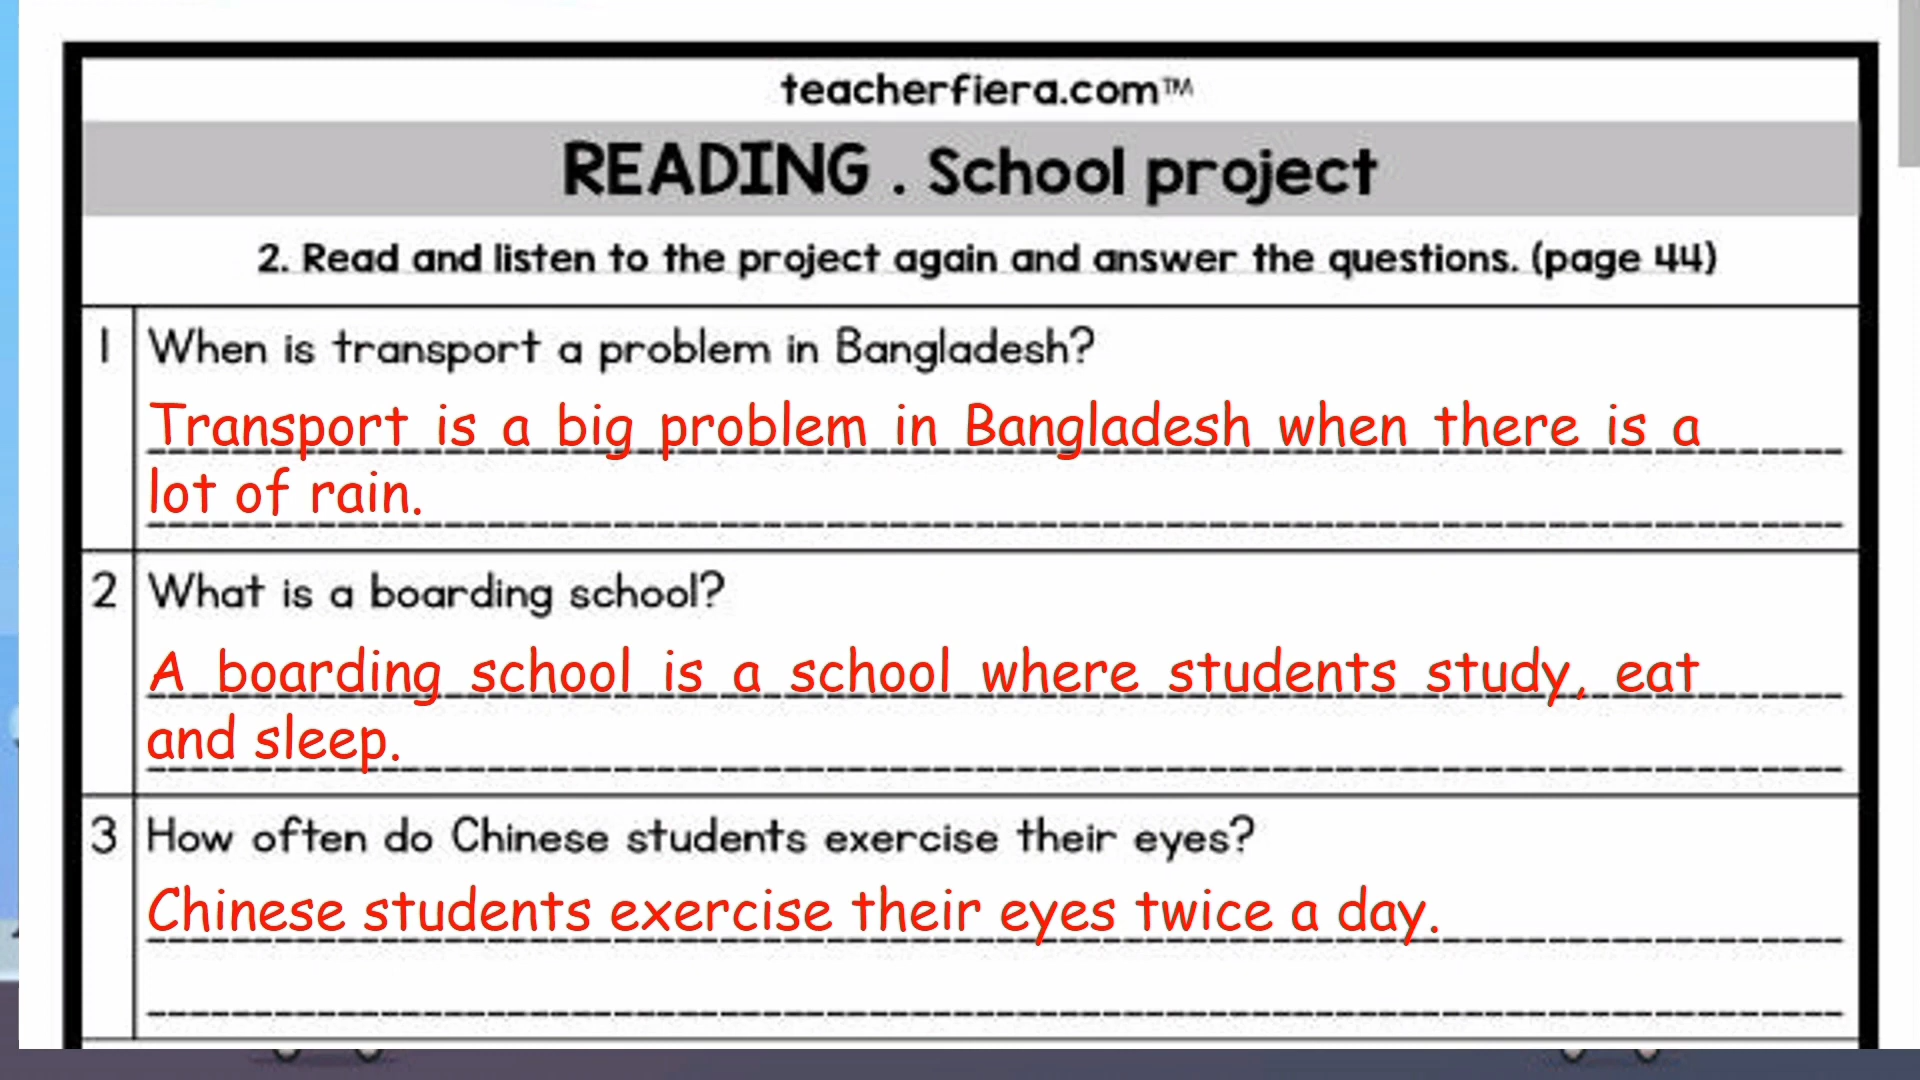 teacherfiera.com™
READING . School project
2. Read and listen to the project again and answer the questions. (page 44)
1 When is transport a problem in Bangladesh?
Transport is a big problem in Bangladesh when there is a
lot of rain.
2 What is a boarding school?
A boarding school is a school where students study, eat
and sleep.
3 How often do Chinese students exercise their eyes?
Chinese students exercise their eyes twice a day.